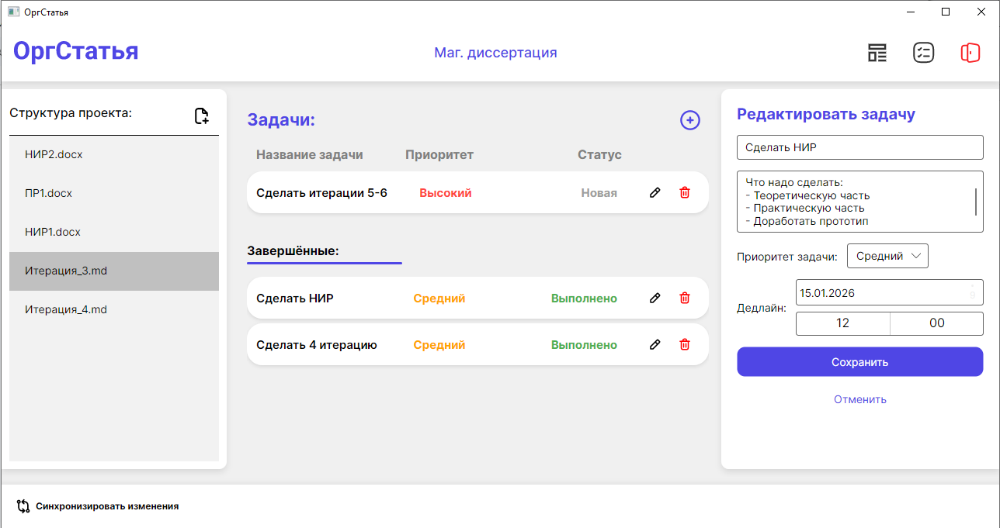 ОргСтатья
ОргСтатья
Маг. диссертация
Структура проекта:
НИР2.docx
ПР1.docx
НИР1.docx
Итерация_3.md
Итерация_4.md
Задачи:
Название задачи Приоритет Статус
Сделать итерации 5-6 Высокий Новая
Завершённые:
Сделать НИР Средний Выполнено
Сделать 4 итерацию Средний Выполнено
Редактировать задачу
Сделать НИР
Что надо сделать:
- Теоретическую часть
- Практическую часть
- Доработать прототип
Приоритет задачи: Средний
Дедлайн:
15.01.2026
12 00
Сохранить
Отменить
Синхронизировать изменения